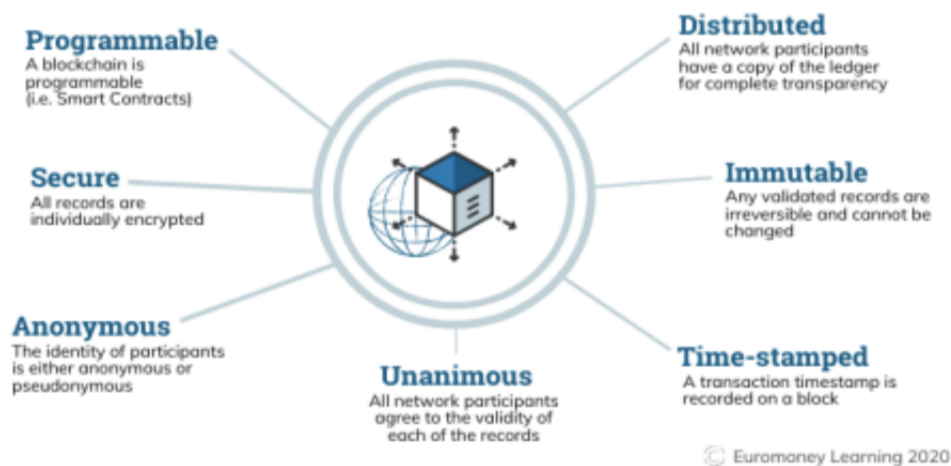 Programmable
A blockchain is
programmable
(i.e. Smart Contracts)
Secure
All records are
individually encrypted
Anonymous
The identity of participants
is either anonymous or
pseudonymous
Unanimous
All network participants
agree to the validity of
each of the records
Distributed
All network participants
have a copy of the ledger
for complete transparency
Immutable
Any validated records are
irreversible and cannot be
changed
Time-stamped
A transaction timestamp is
recorded on a block
© Euromoney Learning 2020